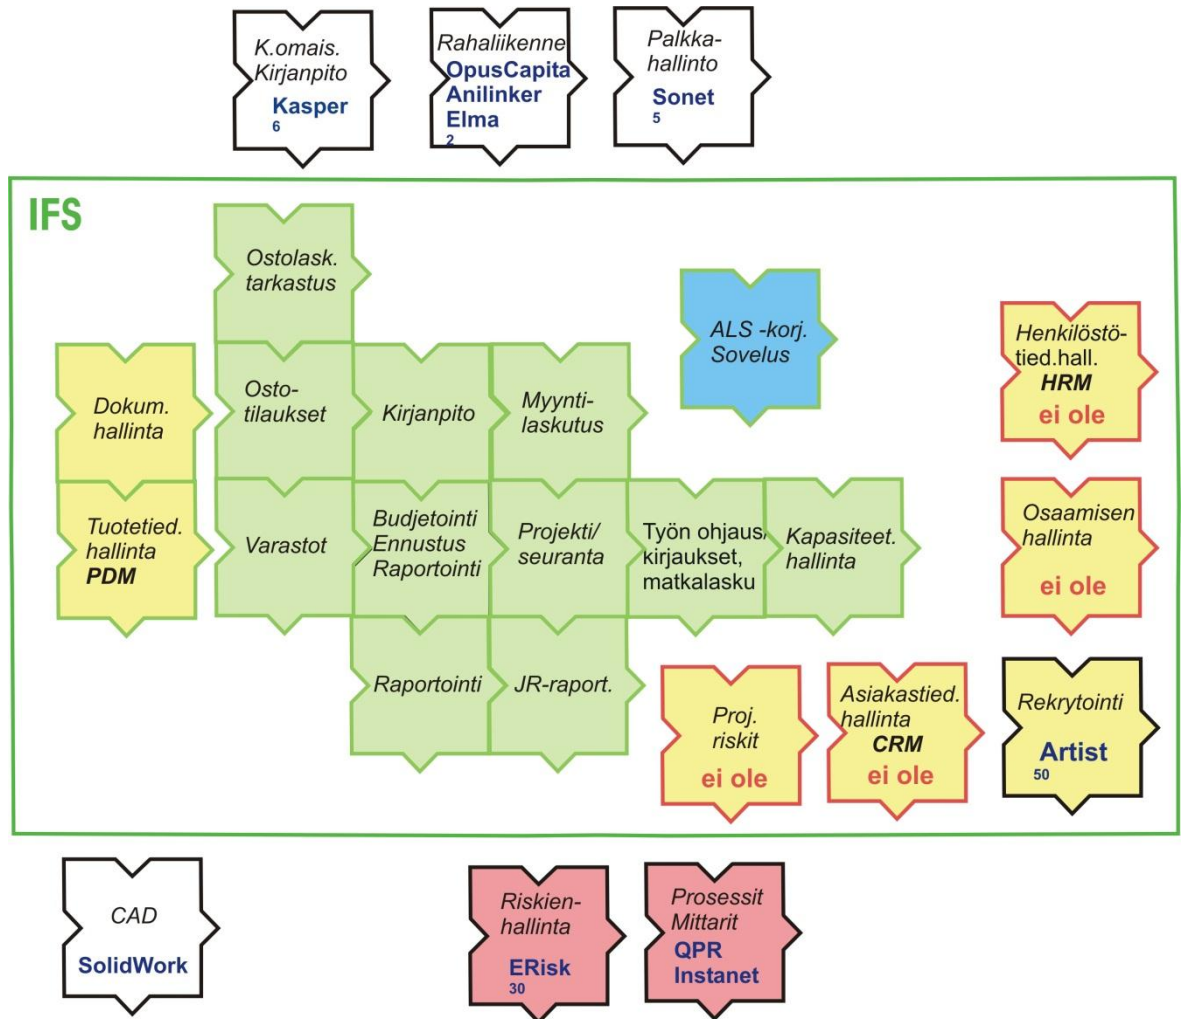 K.omais.
Kirjanpito
Kasper
6
Rahaliikenne
OpusCapita
Anilinker
Elma
2
Palkka-
hallinto
Sonet
5
IFS
Ostolask.
tarkastus
ALS -korj.
Sovelus
Henkilöstö-
tied.hall.
HRM
ei ole
Dokum.
hallinta
Osto-
tilaukset
Kirjanpito
Myynti-
laskutus
Tuotetied.
hallinta
PDM
Varastot
Budjetointi
Ennustus
Raportointi
Projekti/
seuranta
Työn ohjaus,
kirjaukset,
matkalasku
Kapasiteet.
hallinta
Osaamisen
hallinta
ei ole
Raportointi
JR-raport.
Proj.
riskit
ei ole
Asiakastied.
hallinta
CRM
ei ole
Rekrytointi
Artist
50
CAD
SolidWork
Riskien-
hallinta
ERisk
30
Prosessit
Mittarit
QPR
Instanet